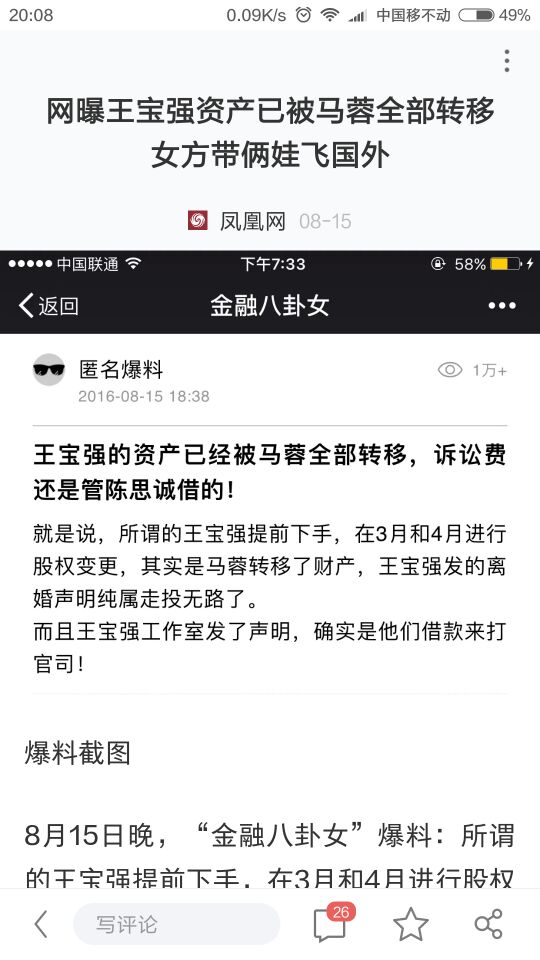 20:08 0.09K/s 中国移不动 49%
网曝王宝强资产已被马蓉全部转移
女方带俩娃飞国外
凤凰网 08-15
中国联通 下午7:33 58%
返回 金融八卦女
匿名爆料 1万+
2016-08-15 18:38
王宝强的资产已经被马蓉全部转移，诉讼费
还是管陈思诚借的！
就是说，所谓的王宝强提前下手，在3月和4月进行
股权变更，其实是马蓉转移了财产，王宝强发的离
婚声明纯属走投无路了。
而且王宝强工作室发了声明，确实是他们借款来打
官司！
爆料截图
8月15日晚，“金融八卦女”爆料：所谓
的王宝强提前下手，在3月和4月进行股权
写评论 26